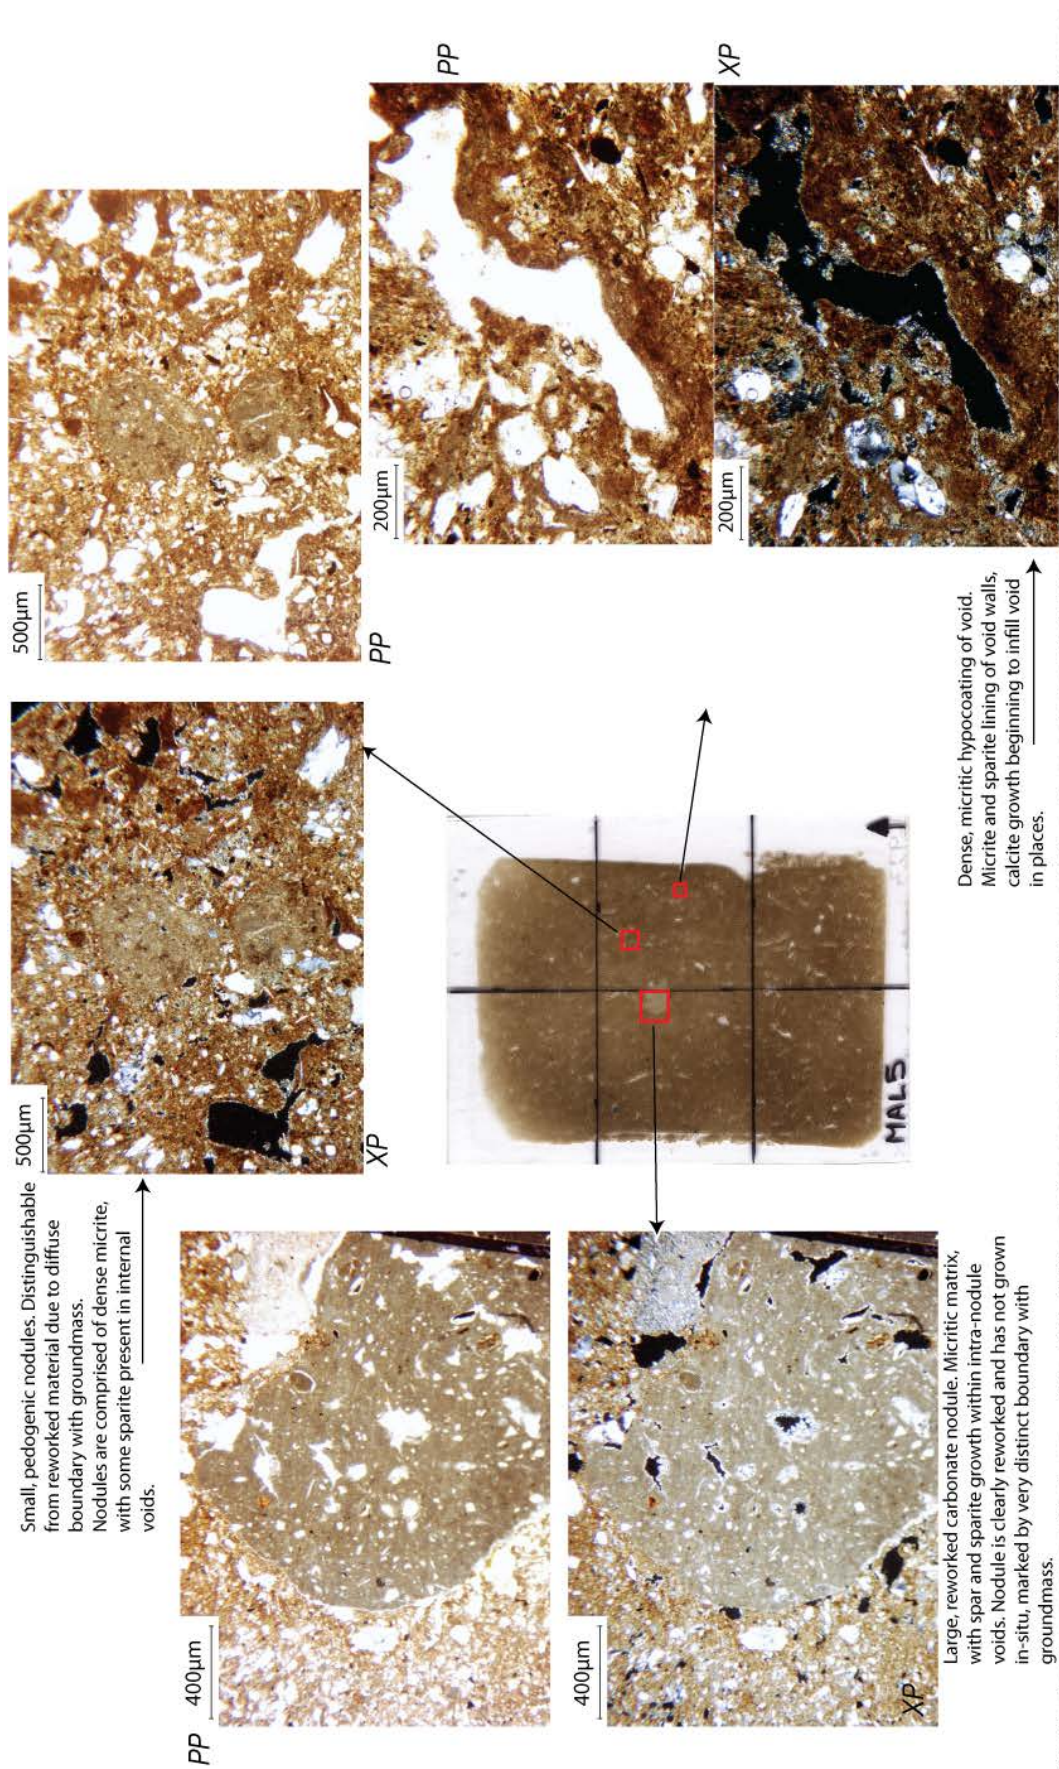 Small, pedogenic nodules. Distinguishable
from reworked material due to diffuse
boundary with groundmass.
Nodules are comprised of dense micrite,
with some sparite present in internal
voids.
500µm
XP
500µm
PP
PP
400µm
400µm
XP
Large, reworked carbonate nodule. Micritic matrix,
with spar and sparite growth within intra-nodule
voids. Nodule is clearly reworked and has not grown
in-situ, marked by very distinct boundary with
groundmass.
MAL5
200µm
PP
200µm
XP
Dense, micritic hypocoating of void.
Micrite and sparite lining of void walls,
calcite growth beginning to infill void
in places.